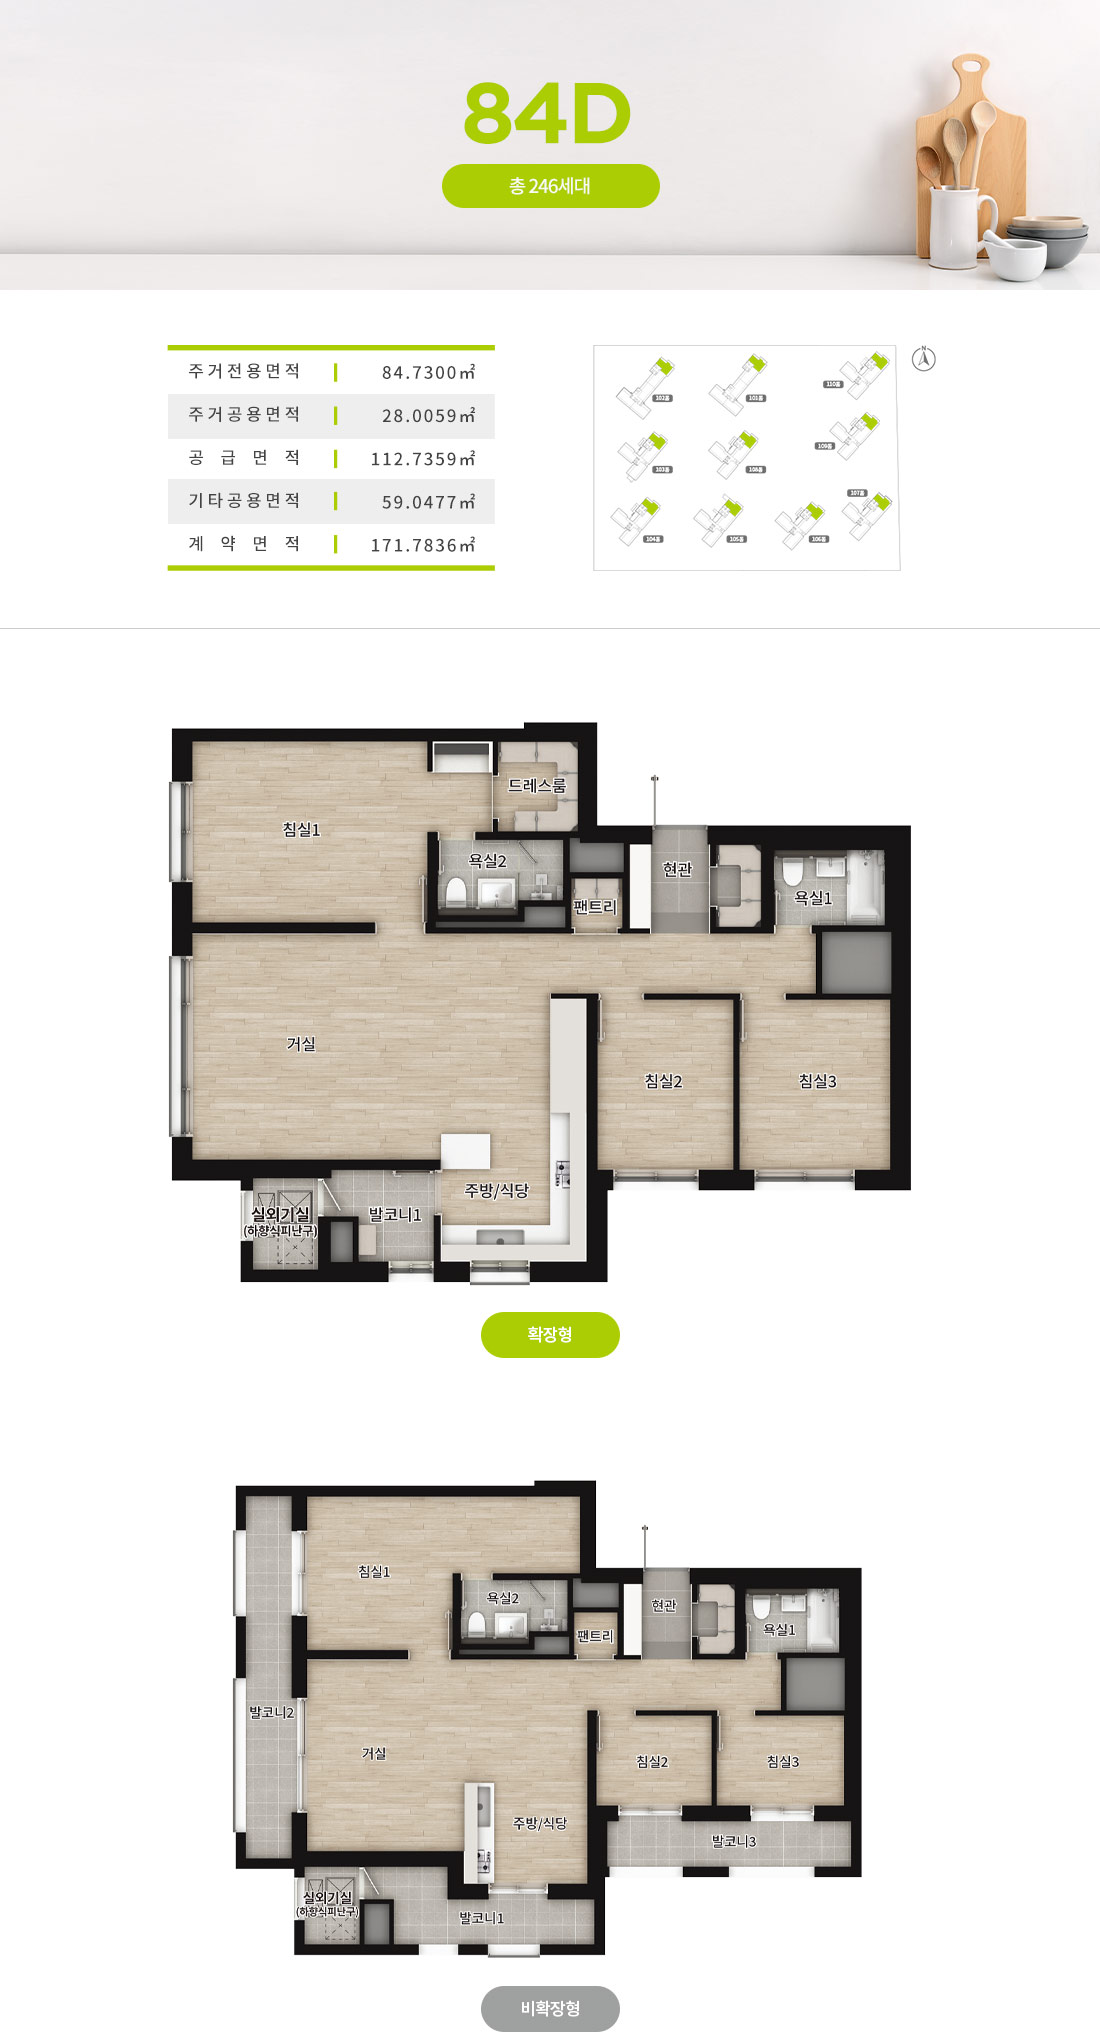 84D
총 246세대
주거전용면적 84.7300㎡
주거공용면적 28.0059㎡
공급면적 112.7359㎡
기타공용면적 59.0477㎡
계약면적 171.7836㎡
N
102동
101동
110동
109동
103동
108동
107동
104동
105동
106동
드레스룸
침실1
욕실2
현관
팬트리
욕실1
거실
침실2
침실3
주방/식당
실외기실
(하향식피난구)
발코니1
확장형
침실1
욕실2
현관
팬트리
욕실1
발코니2
거실
침실2
침실3
주방/식당
발코니3
실외기실
(하향식피난구)
발코니1
비확장형